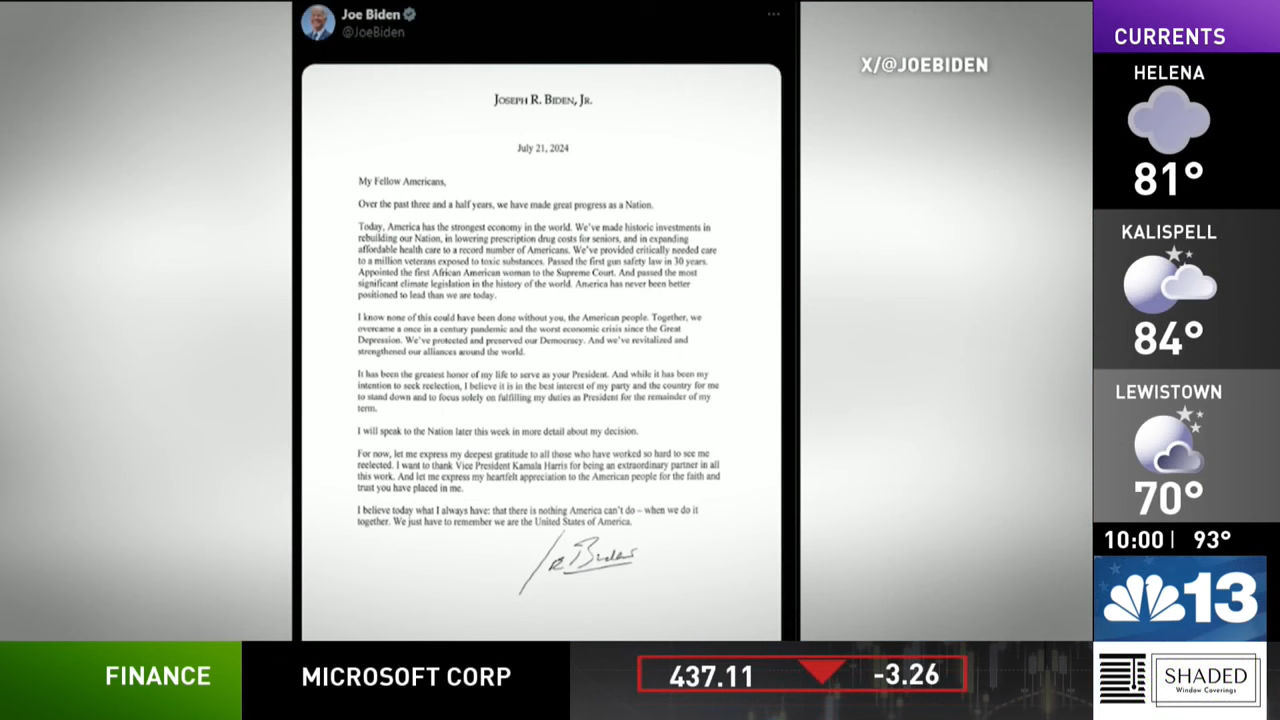 Joe Biden
@JoeBiden
X/@JOEBIDEN
JOSEPH R. BIDEN, JR.
July 21, 2024
My Fellow Americans,
Over the past three and a half years, we have made great progress as a Nation.
Today, America has the strongest economy in the world. We've made historic investments in
rebuilding our Nation, in lowering prescription drug costs for seniors, and in expanding
affordable health care to a record number of Americans. We've provided critically needed care
to a million veterans exposed to toxic substances. Passed the first gun safety law in 30 years.
Appointed the first African American woman to the Supreme Court. And passed the most
significant climate legislation in the history of the world. America has never been better
positioned to lead than we are today.
I know none of this could have been done without you, the American people. Together, we
overcame a once in a century pandemic and the worst economic crisis since the Great
Depression. We've protected and preserved our Democracy. And we've revitalized and
strengthened our alliances around the world.
It has been the greatest honor of my life to serve as your President. And while it has been my
intention to seek reelection, I believe it is in the best interest of my party and the country for me
to stand down and to focus solely on fulfilling my duties as President for the remainder of my
term.
I will speak to the Nation later this week in more detail about my decision.
For now, let me express my deepest gratitude to all those who have worked so hard to see me
reelected. I want to thank Vice President Kamala Harris for being an extraordinary partner in all
this work. And let me express my heartfelt appreciation to the American people for the faith and
trust you have placed in me.
I believe today what I always have: that there is nothing America can't do – when we do it
together. We just have to remember we are the United States of America.
Joe Biden
CURRENTS
HELENA
81°
KALISPELL
84°
LEWISTOWN
70°
10:00 | 93°
13
SHADED
Window Coverings
FINANCE
MICROSOFT CORP
437.11
-3.26